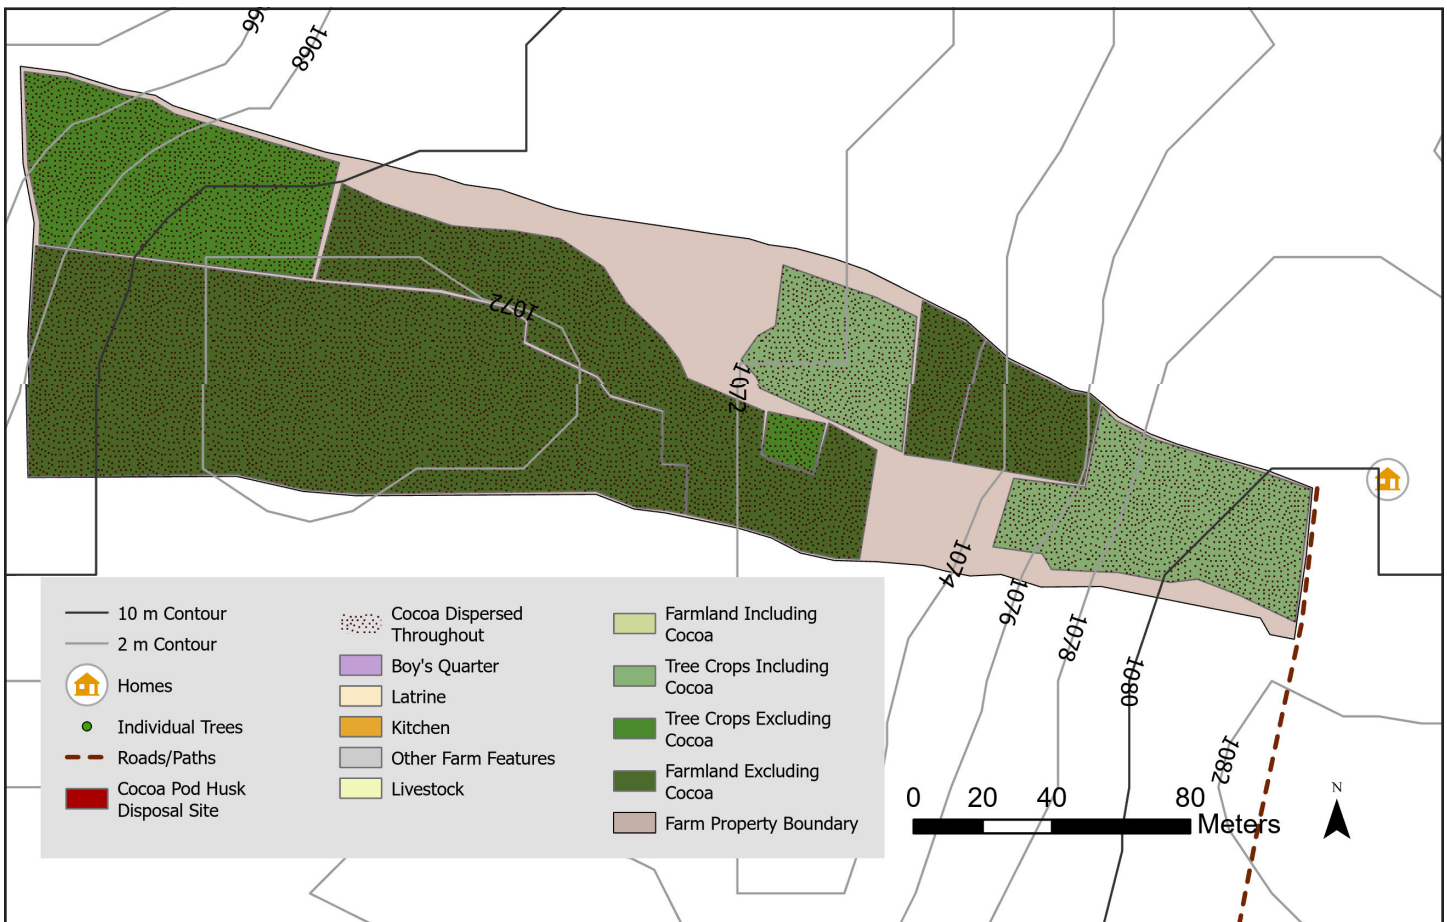 66
1068
1072
1072
1074
1076
1078
1080
1082
10 m Contour
2 m Contour
Homes
Individual Trees
Roads/Paths
Cocoa Pod Husk
Disposal Site
Cocoa Dispersed
Throughout
Boy's Quarter
Latrine
Kitchen
Other Farm Features
Livestock
Farmland Including
Cocoa
Tree Crops Including
Cocoa
Tree Crops Excluding
Cocoa
Farmland Excluding
Cocoa
Farm Property Boundary
0 20 40 80
Meters
N